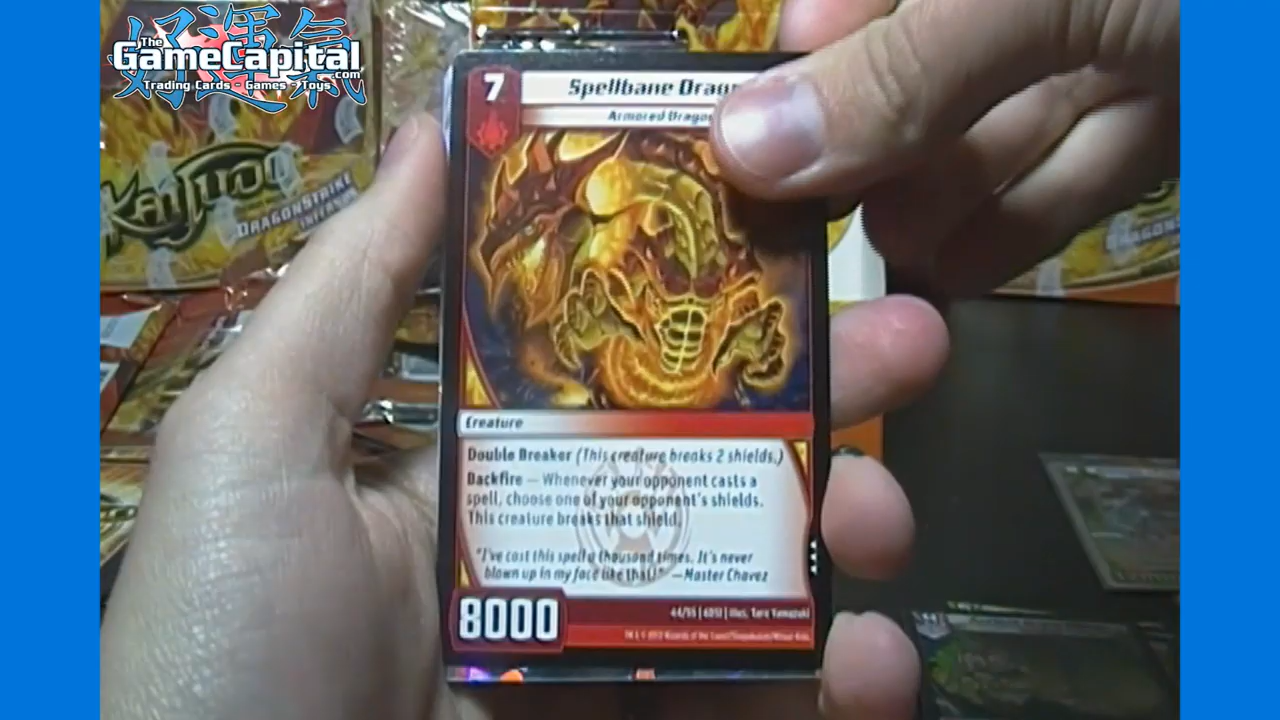 好運氣
The
GameCapital
.com
Trading Cards - Games - Toys
KAIJUDO
DRAGONSTRIKE
INFERNO
7
Spellbane Drag
Armored Drago
Creature
Double Breaker (This creature breaks 2 shields.)
Backfire — Whenever your opponent casts a
spell, choose one of your opponent's shields.
This creature breaks that shield.
"I've cast this spell a thousand times. It's never
blown up in my face like that!" —Master Chavez
8000
44/55 | 6DSI | Illus. Taro Yamazaki